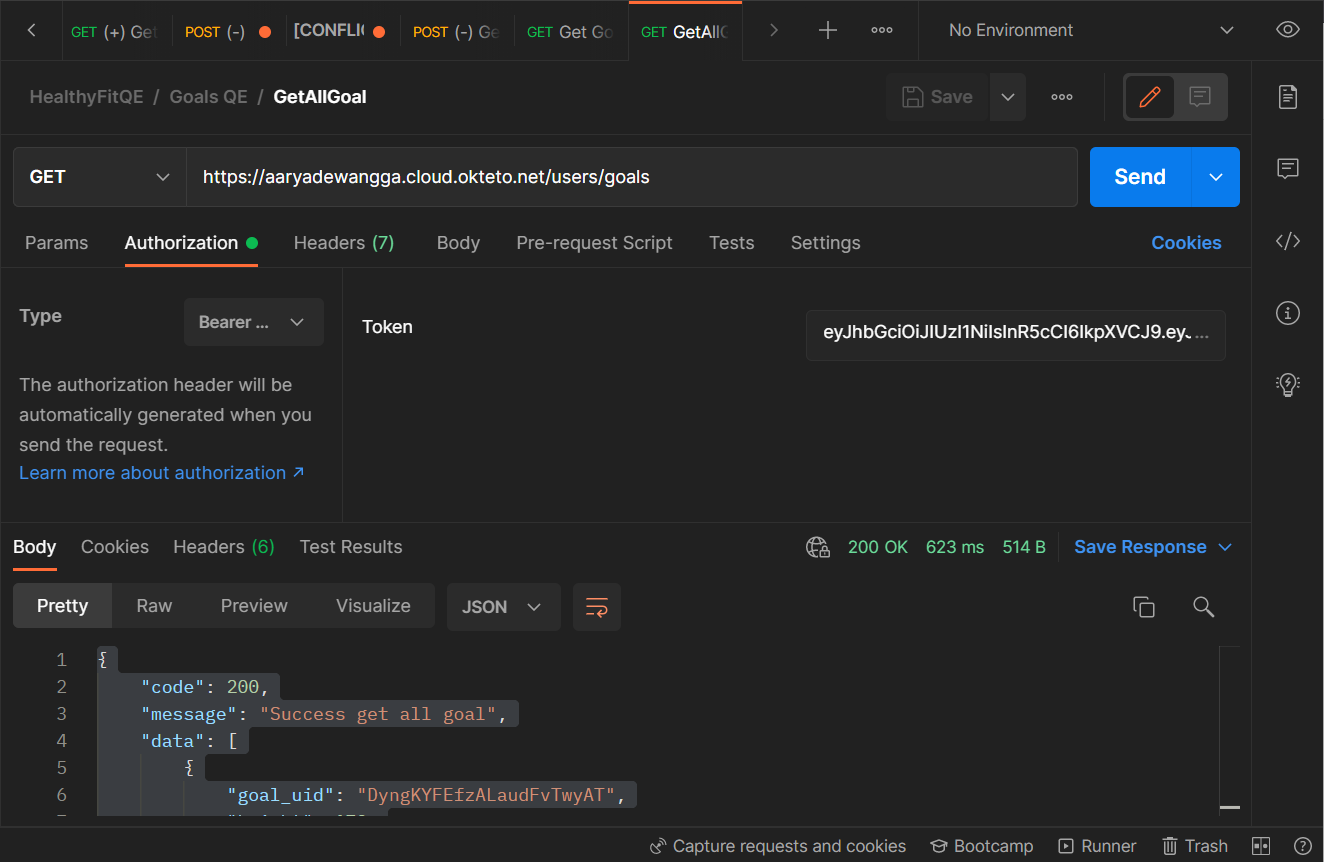 GET (+) Get
POST (-)
[CONFLIC
POST (-) Ge
GET Get Go
GET GetAllG
No Environment
HealthyFitQE / Goals QE / GetAllGoal
Save
GET
https://aaryadewangga.cloud.okteto.net/users/goals
Send
Params
Authorization
Headers (7)
Body
Pre-request Script
Tests
Settings
Cookies
Type
Bearer ...
Token
eyJhbGciOiJIUzI1NiIsInR5cCI6IkpXVCJ9.eyJ...
The authorization header will be
automatically generated when you
send the request.
Learn more about authorization ↗
Body
Cookies
Headers (6)
Test Results
200 OK
623 ms
514 B
Save Response
Pretty
Raw
Preview
Visualize
JSON
1 {
2 "code": 200,
3 "message": "Success get all goal",
4 "data": [
5 {
6 "goal_uid": "DyngKYFEfzALaudFvTwyAT",
Capture requests and cookies
Bootcamp
Runner
Trash